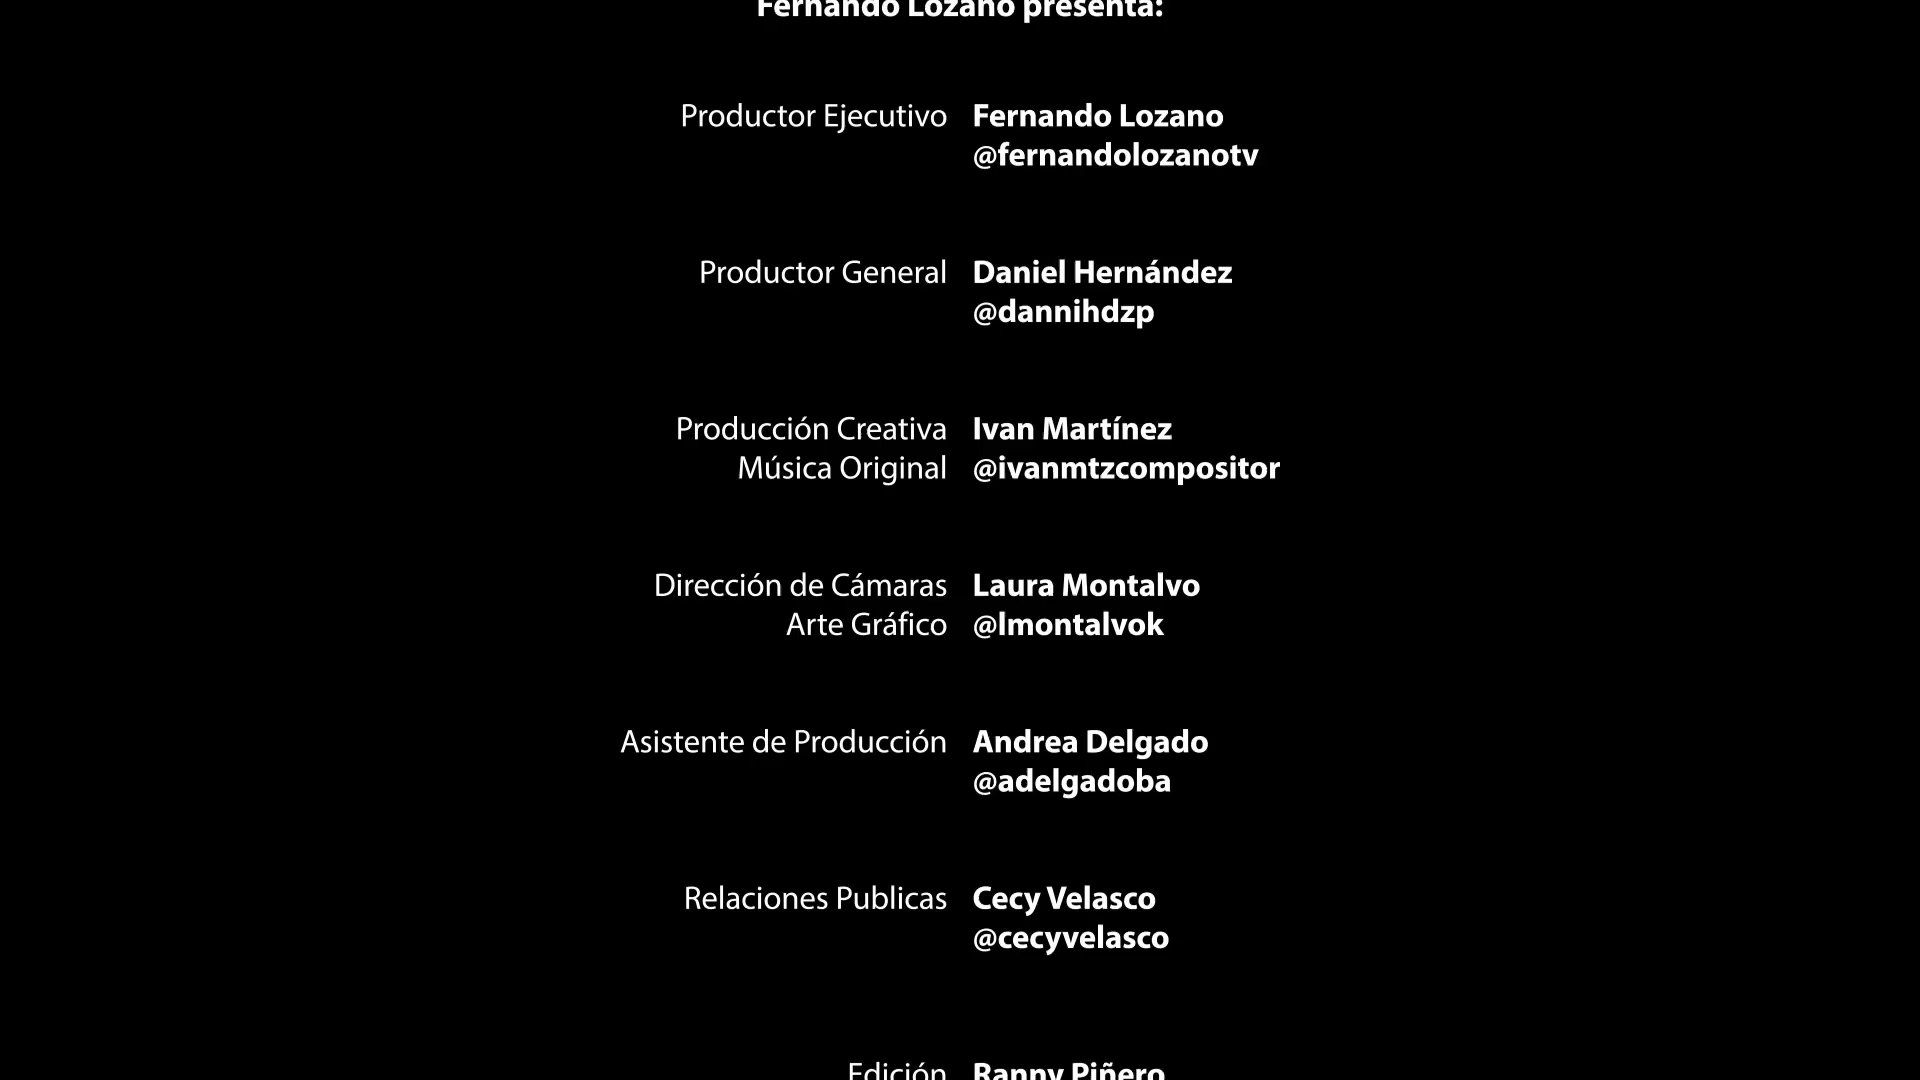 Fernando Lozano presenta:
Productor Ejecutivo Fernando Lozano
@fernandolozanotv
Productor General Daniel Hernández
@dannihdzp
Producción Creativa Ivan Martínez
Música Original @ivanmtzcompositor
Dirección de Cámaras Laura Montalvo
Arte Gráfico @lmontalvok
Asistente de Producción Andrea Delgado
@adelgadoba
Relaciones Publicas Cecy Velasco
@cecyvelasco
Edición Ranny Piñero